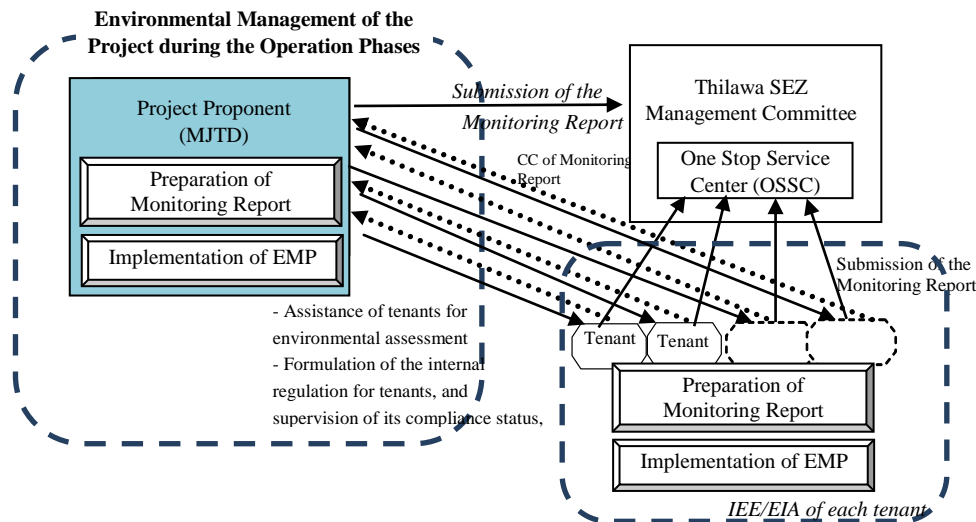 Environmental Management of the
Project during the Operation Phases
Project Proponent
(MJTD)
Preparation of
Monitoring Report
Implementation of EMP
Submission of the
Monitoring Report
CC of Monitoring
Report
Thilawa SEZ
Management Committee
One Stop Service
Center (OSSC)
Submission of the
Monitoring Report
- Assistance of tenants for
environmental assessment
- Formulation of the internal
regulation for tenants, and
supervision of its compliance status,
Tenant
Tenant
Preparation of
Monitoring Report
Implementation of EMP
IEE/EIA of each tenant